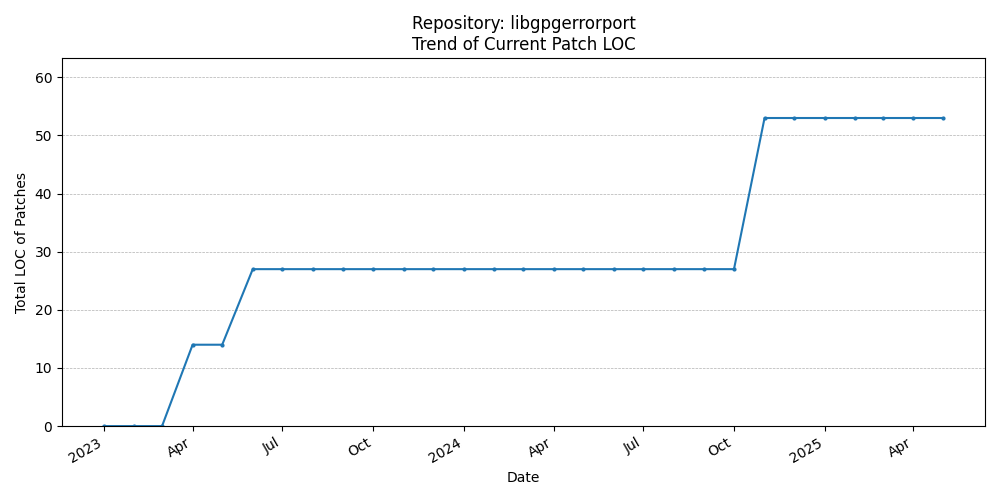 Repository: libgpgerrorport
Trend of Current Patch LOC
Total LOC of Patches
60
50
40
30
20
10
0
2023
Apr
Jul
Oct
2024
Apr
Jul
Oct
2025
Apr
Date